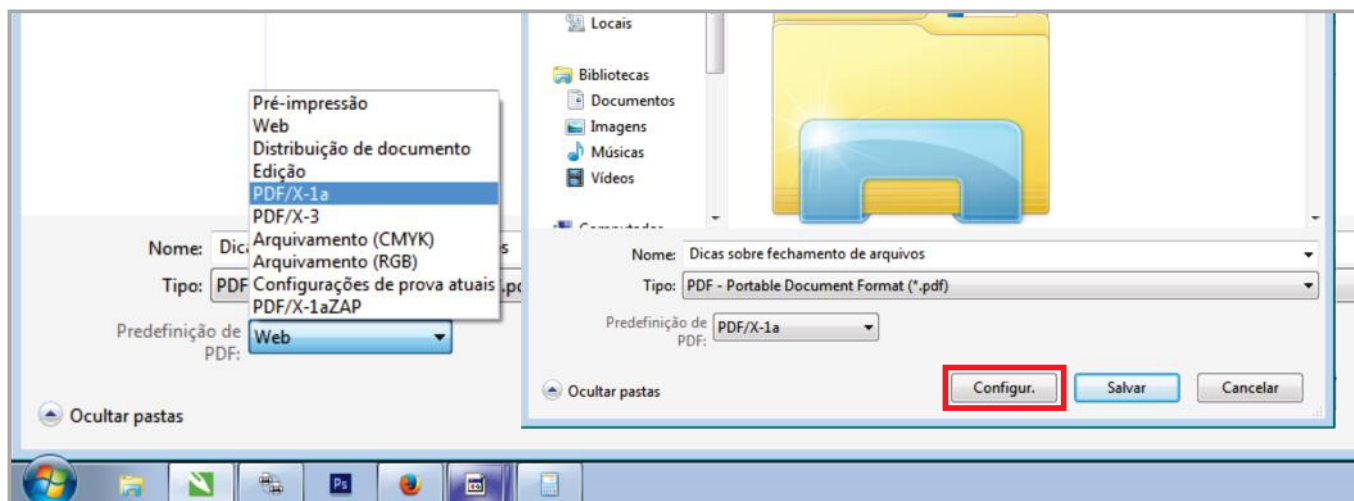 Pré-impressão
Web
Distribuição de documento
Edição
PDF/X-1a
PDF/X-3
Arquivamento (CMYK)
Arquivamento (RGB)
Configurações de prova atuais
PDF/X-1aZAP
Nome: Dic s
Tipo: PDF .p
Predefinição de PDF: Web
Ocultar pastas
Locais
Bibliotecas
Documentos
Imagens
Músicas
Vídeos
Nome: Dicas sobre fechamento de arquivos
Tipo: PDF - Portable Document Format (*.pdf)
Predefinição de PDF: PDF/X-1a
Ocultar pastas
Configur. Salvar Cancelar
Ps